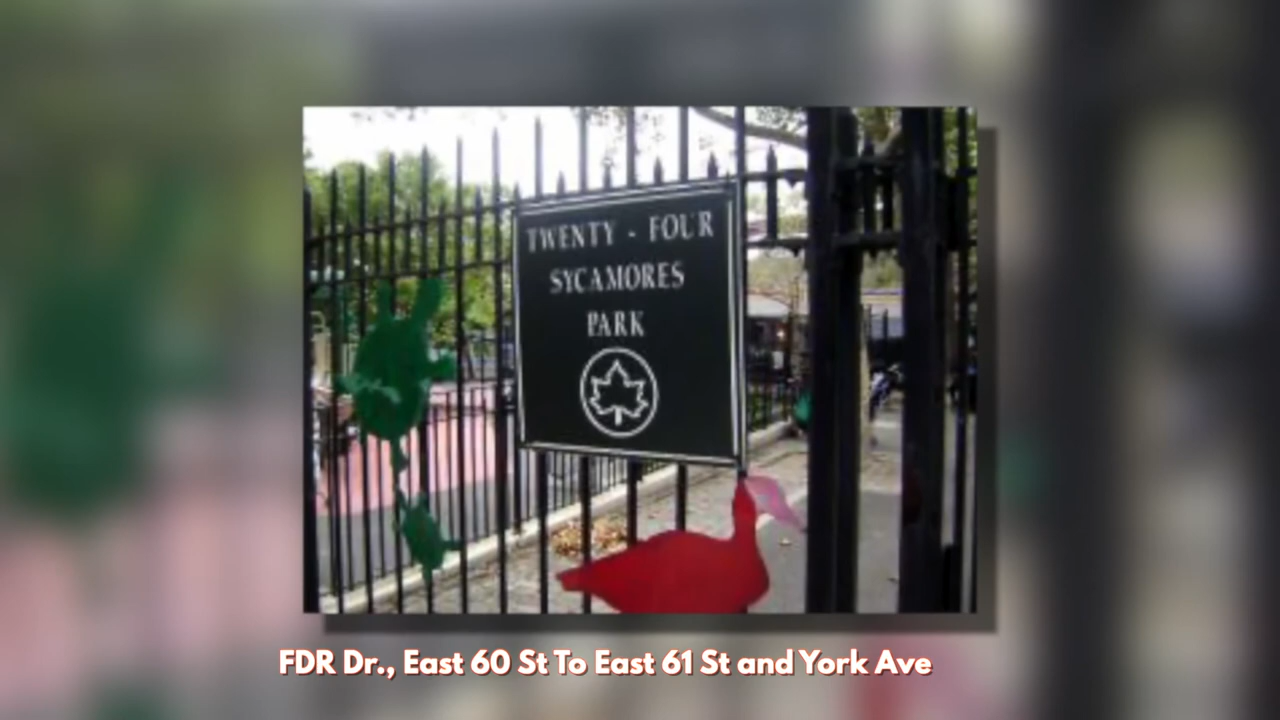 TWENTY - FOUR
SYCAMORES
PARK
FDR Dr., East 60 St To East 61 St and York Ave